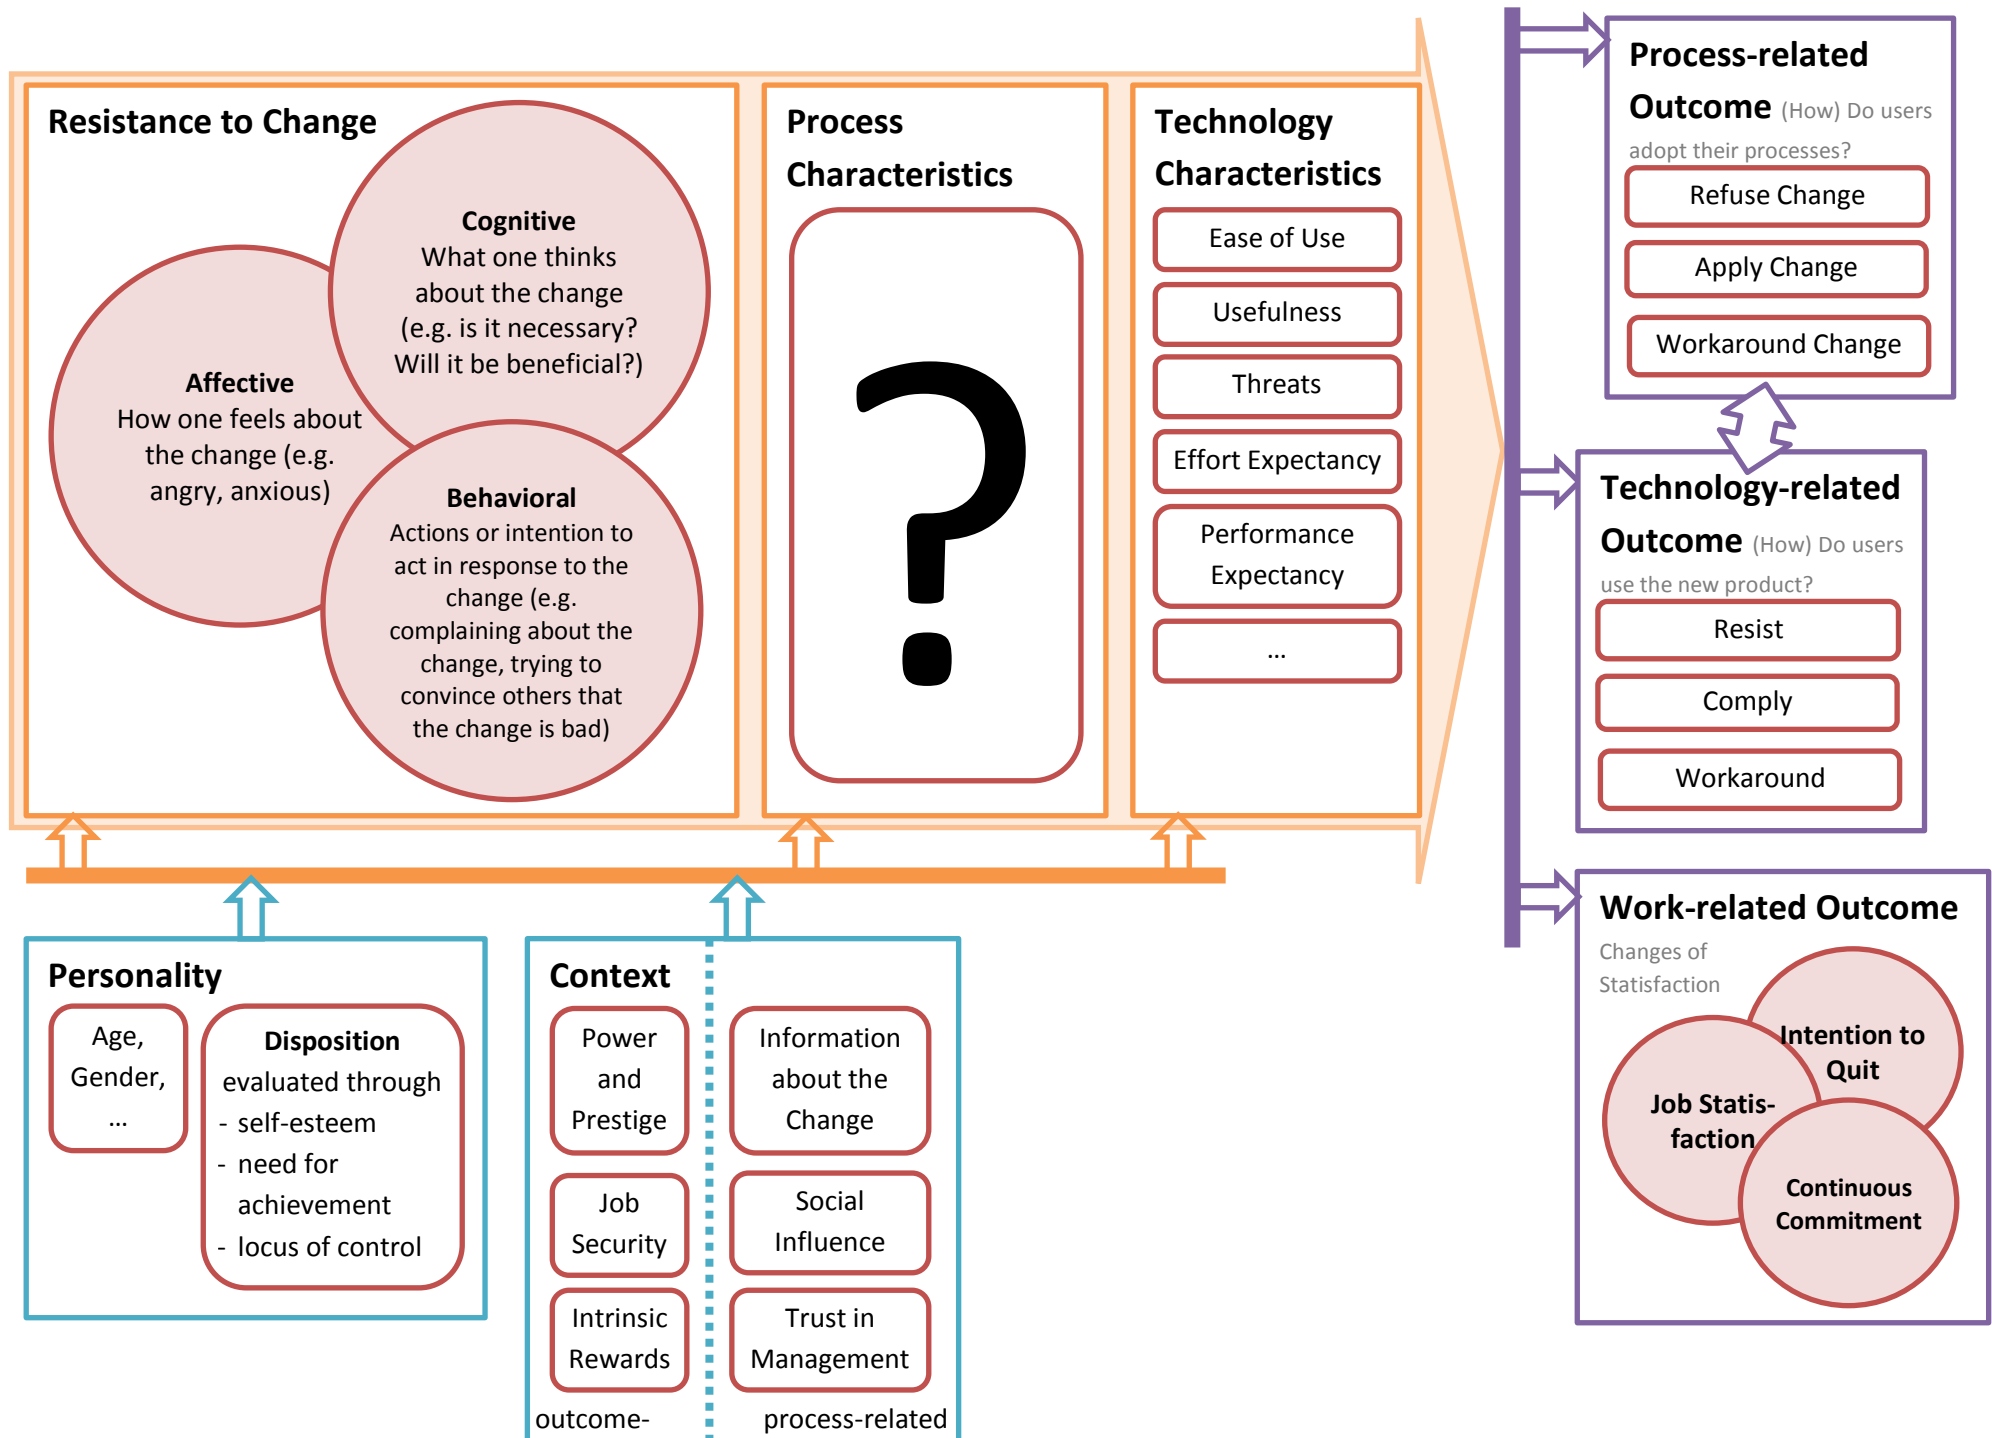 Resistance to Change
Cognitive
What one thinks
about the change
(e.g. is it necessary?
Will it be beneficial?)
Affective
How one feels about
the change (e.g.
angry, anxious)
Behavioral
Actions or intention to
act in response to the
change (e.g.
complaining about the
change, trying to
convince others that
the change is bad)
Process
Characteristics
?
Technology
Characteristics
Ease of Use
Usefulness
Threats
Effort Expectancy
Performance
Expectancy
...
Process-related
Outcome (How) Do users
adopt their processes?
Refuse Change
Apply Change
Workaround Change
Technology-related
Outcome (How) Do users
use the new product?
Resist
Comply
Workaround
Work-related Outcome
Changes of
Statisfaction
Intention to
Quit
Job Statis-
faction
Continuous
Commitment
Personality
Age,
Gender,
...
Disposition
evaluated through
- self-esteem
- need for
achievement
- locus of control
Context
Power
and
Prestige
Job
Security
Intrinsic
Rewards
outcome-
Information
about the
Change
Social
Influence
Trust in
Management
process-related